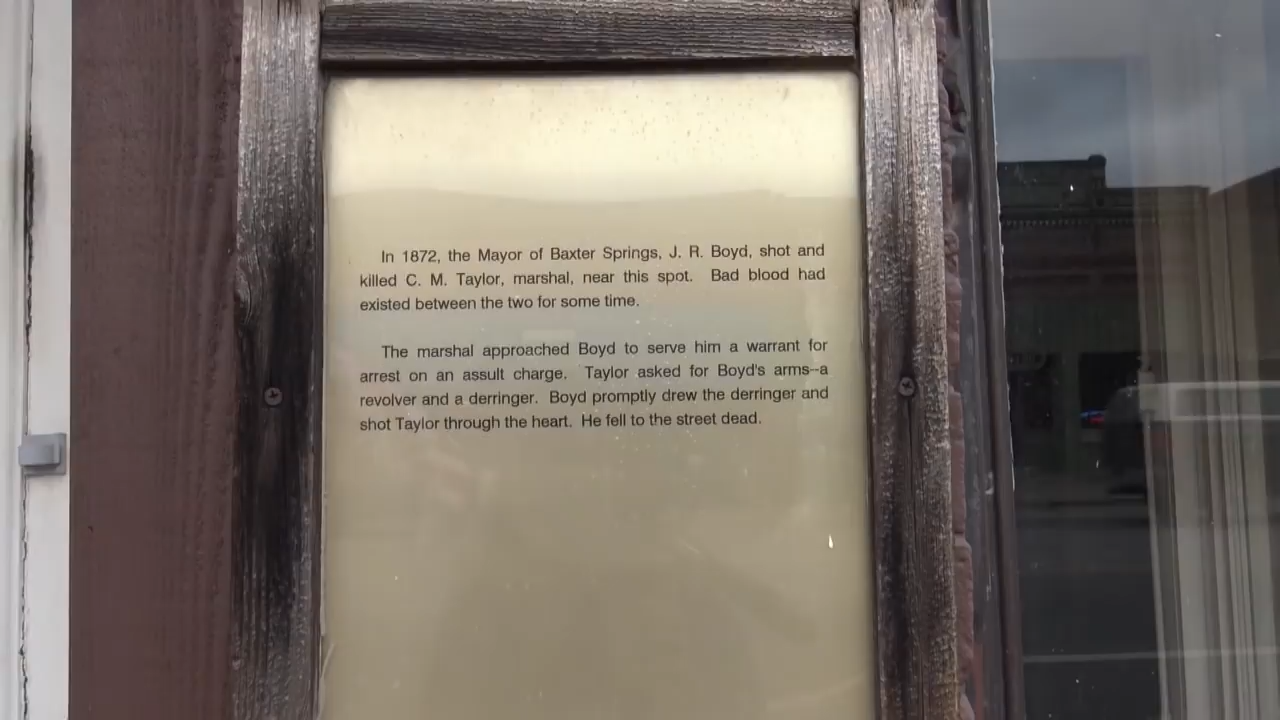 In 1872, the Mayor of Baxter Springs, J. R. Boyd, shot and
killed C. M. Taylor, marshal, near this spot. Bad blood had
existed between the two for some time.
The marshal approached Boyd to serve him a warrant for
arrest on an assult charge. Taylor asked for Boyd's arms--a
revolver and a derringer. Boyd promptly drew the derringer and
shot Taylor through the heart. He fell to the street dead.